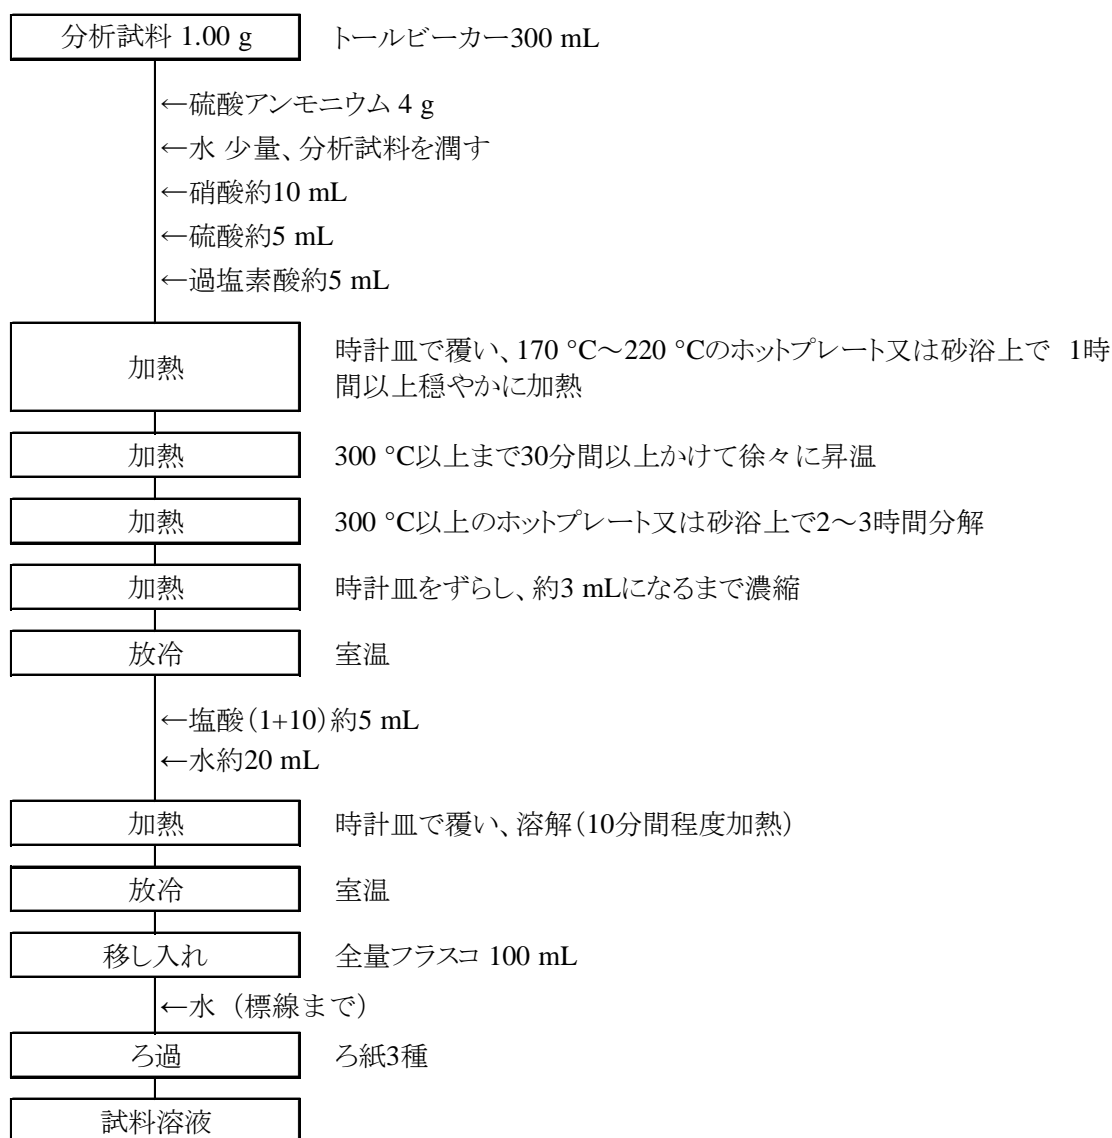 分析試料 1.00 g トールビーカー300 mL
←硫酸アンモニウム 4 g
←水 少量、分析試料を潤す
←硝酸約10 mL
←硫酸約5 mL
←過塩素酸約5 mL
加熱 時計皿で覆い、170 °C～220 °Cのホットプレート又は砂浴上で 1時
間以上穏やかに加熱
加熱 300 °C以上まで30分間以上かけて徐々に昇温
加熱 300 °C以上のホットプレート又は砂浴上で2～3時間分解
加熱 時計皿をずらし、約3 mLになるまで濃縮
放冷 室温
←塩酸（1+10）約5 mL
←水約20 mL
加熱 時計皿で覆い、溶解（10分間程度加熱）
放冷 室温
移し入れ 全量フラスコ 100 mL
←水（標線まで）
ろ過 ろ紙3種
試料溶液